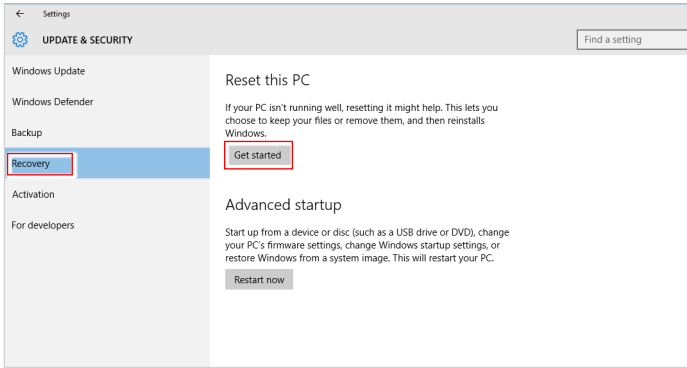 ← Settings
UPDATE & SECURITY
Find a setting
Windows Update
Windows Defender
Backup
Recovery
Activation
For developers
Reset this PC
If your PC isn't running well, resetting it might help. This lets you
choose to keep your files or remove them, and then reinstalls
Windows.
Get started
Advanced startup
Start up from a device or disc (such as a USB drive or DVD), change
your PC's firmware settings, change Windows startup settings, or
restore Windows from a system image. This will restart your PC.
Restart now